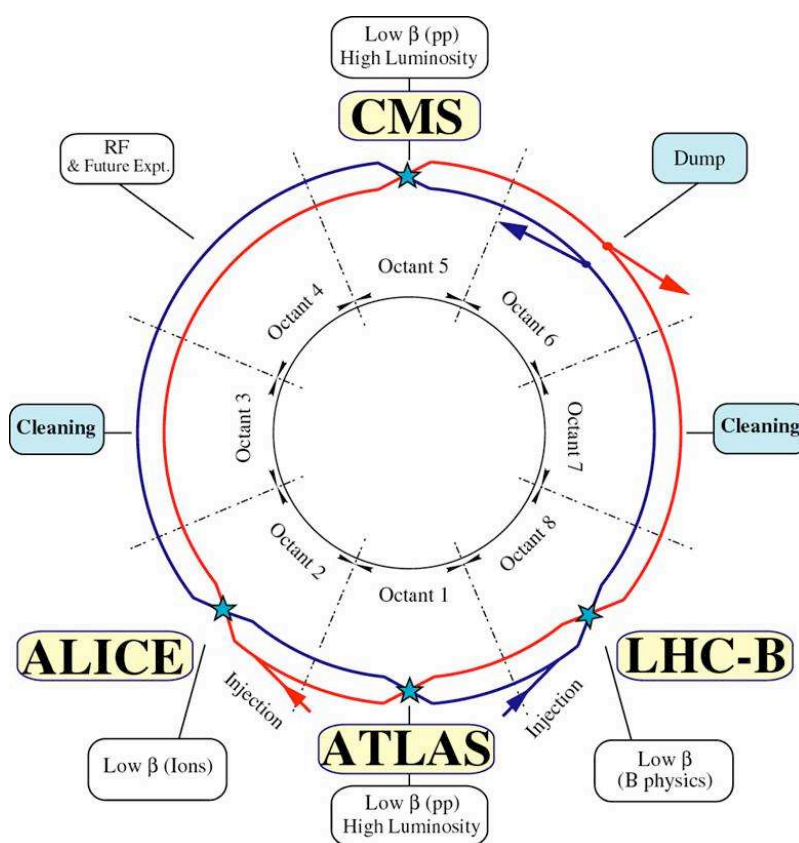 Low β (pp)
High Luminosity
CMS
RF
& Future Expt.
Dump
Octant 5
Octant 4
Octant 6
Cleaning
Octant 3
Octant 7
Cleaning
Octant 2
Octant 8
Octant 1
ALICE
LHC-B
Injection
Injection
ATLAS
Low β (Ions)
Low β
(B physics)
Low β (pp)
High Luminosity